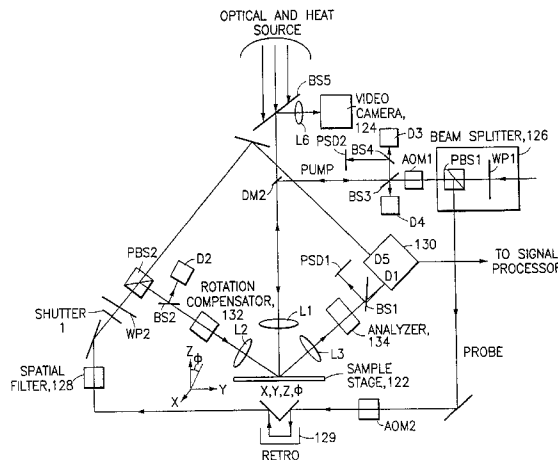 OPTICAL AND HEAT
SOURCE
BS5
VIDEO
CAMERA,
124
L6
D3
PSD2
BS4
BEAM SPLITTER,126
AOM1
PBS1
WP1
PUMP
DM2
BS3
D4
130
PBS2
D2
PSD1
D5
D1
TO SIGNAL
PROCESSOR
ROTATION
COMPENSATOR,
132
L1
BS1
SHUTTER
1
BS2
WP2
L2
L3
ANALYZER,
134
SPATIAL
FILTER,128
Z
Φ
X
Y
SAMPLE
STAGE,122
X,Y,Z,Φ
PROBE
AOM2
129
RETRO